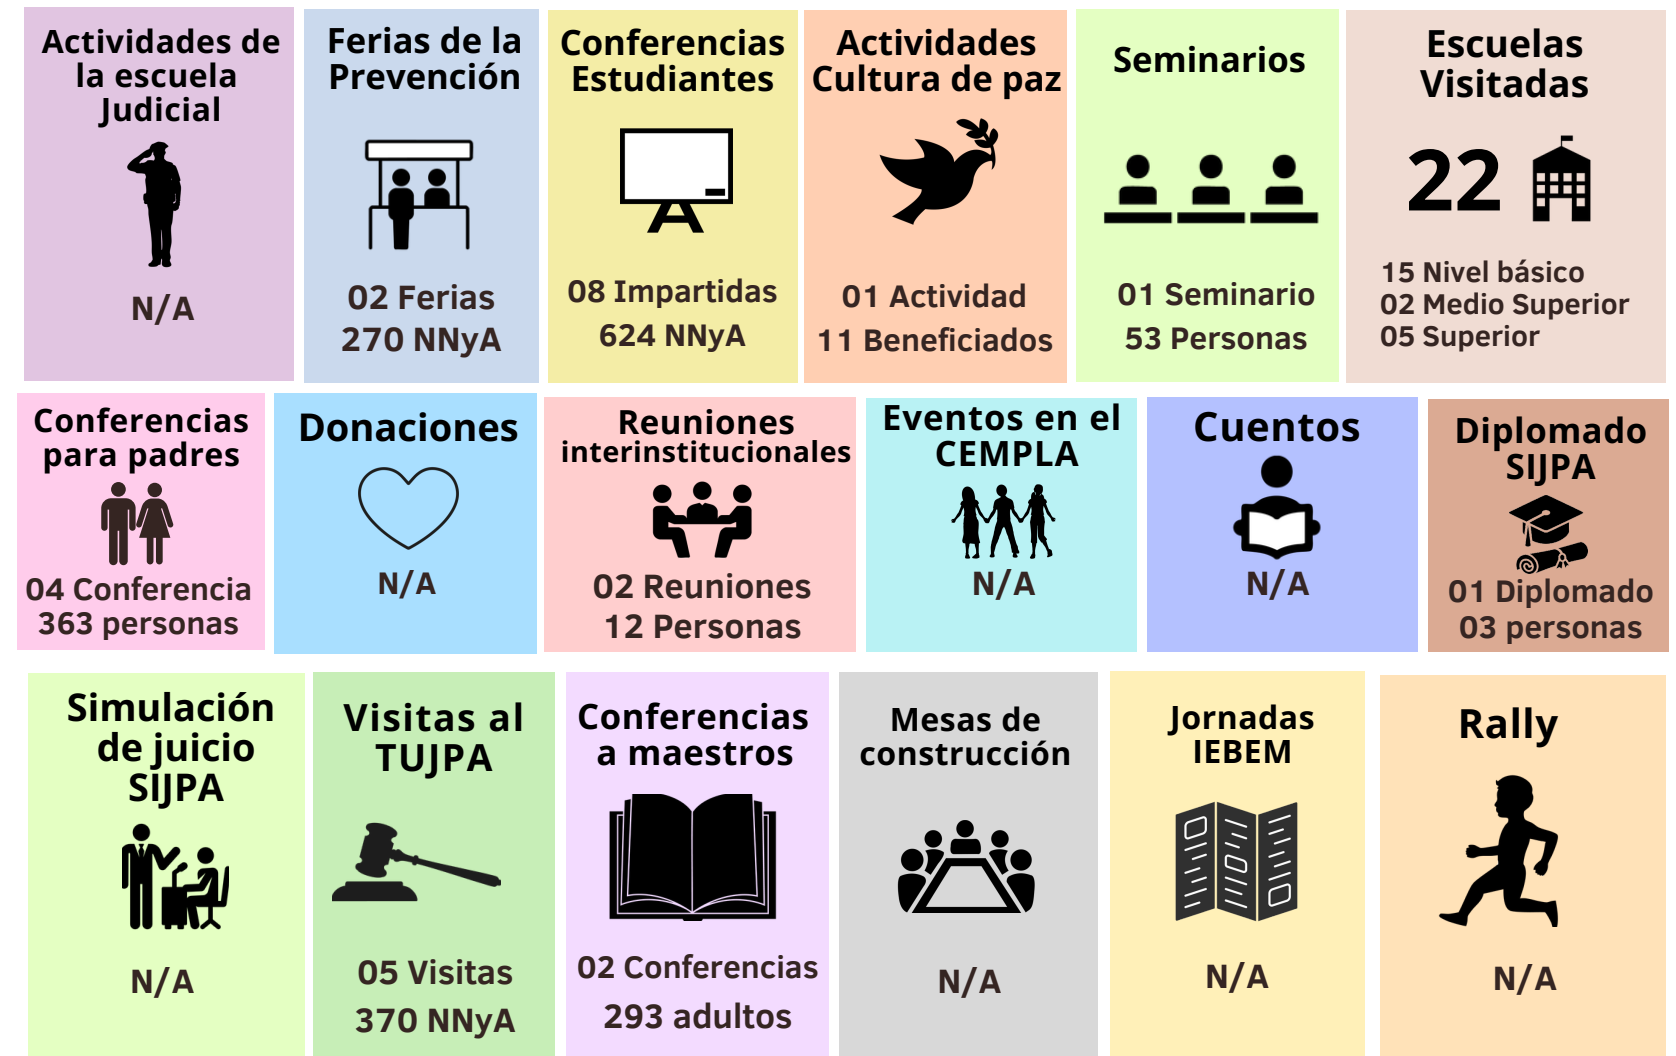 Actividades de
la escuela
Judicial
N/A
Ferias de la
Prevención
02 Ferias
270 NNyA
Conferencias
Estudiantes
08 Impartidas
624 NNyA
Actividades
Cultura de paz
01 Actividad
11 Beneficiados
Seminarios
01 Seminario
53 Personas
Escuelas
Visitadas
22
15 Nivel básico
02 Medio Superior
05 Superior
Conferencias
para padres
04 Conferencia
363 personas
Donaciones
N/A
Reuniones
interinstitucionales
02 Reuniones
12 Personas
Eventos en el
CEMPLA
N/A
Cuentos
N/A
Diplomado
SIJPA
01 Diplomado
03 personas
Simulación
de juicio
SIJPA
N/A
Visitas al
TUJPA
05 Visitas
370 NNyA
Conferencias
a maestros
02 Conferencias
293 adultos
Mesas de
construcción
N/A
Jornadas
IEBEM
N/A
Rally
N/A